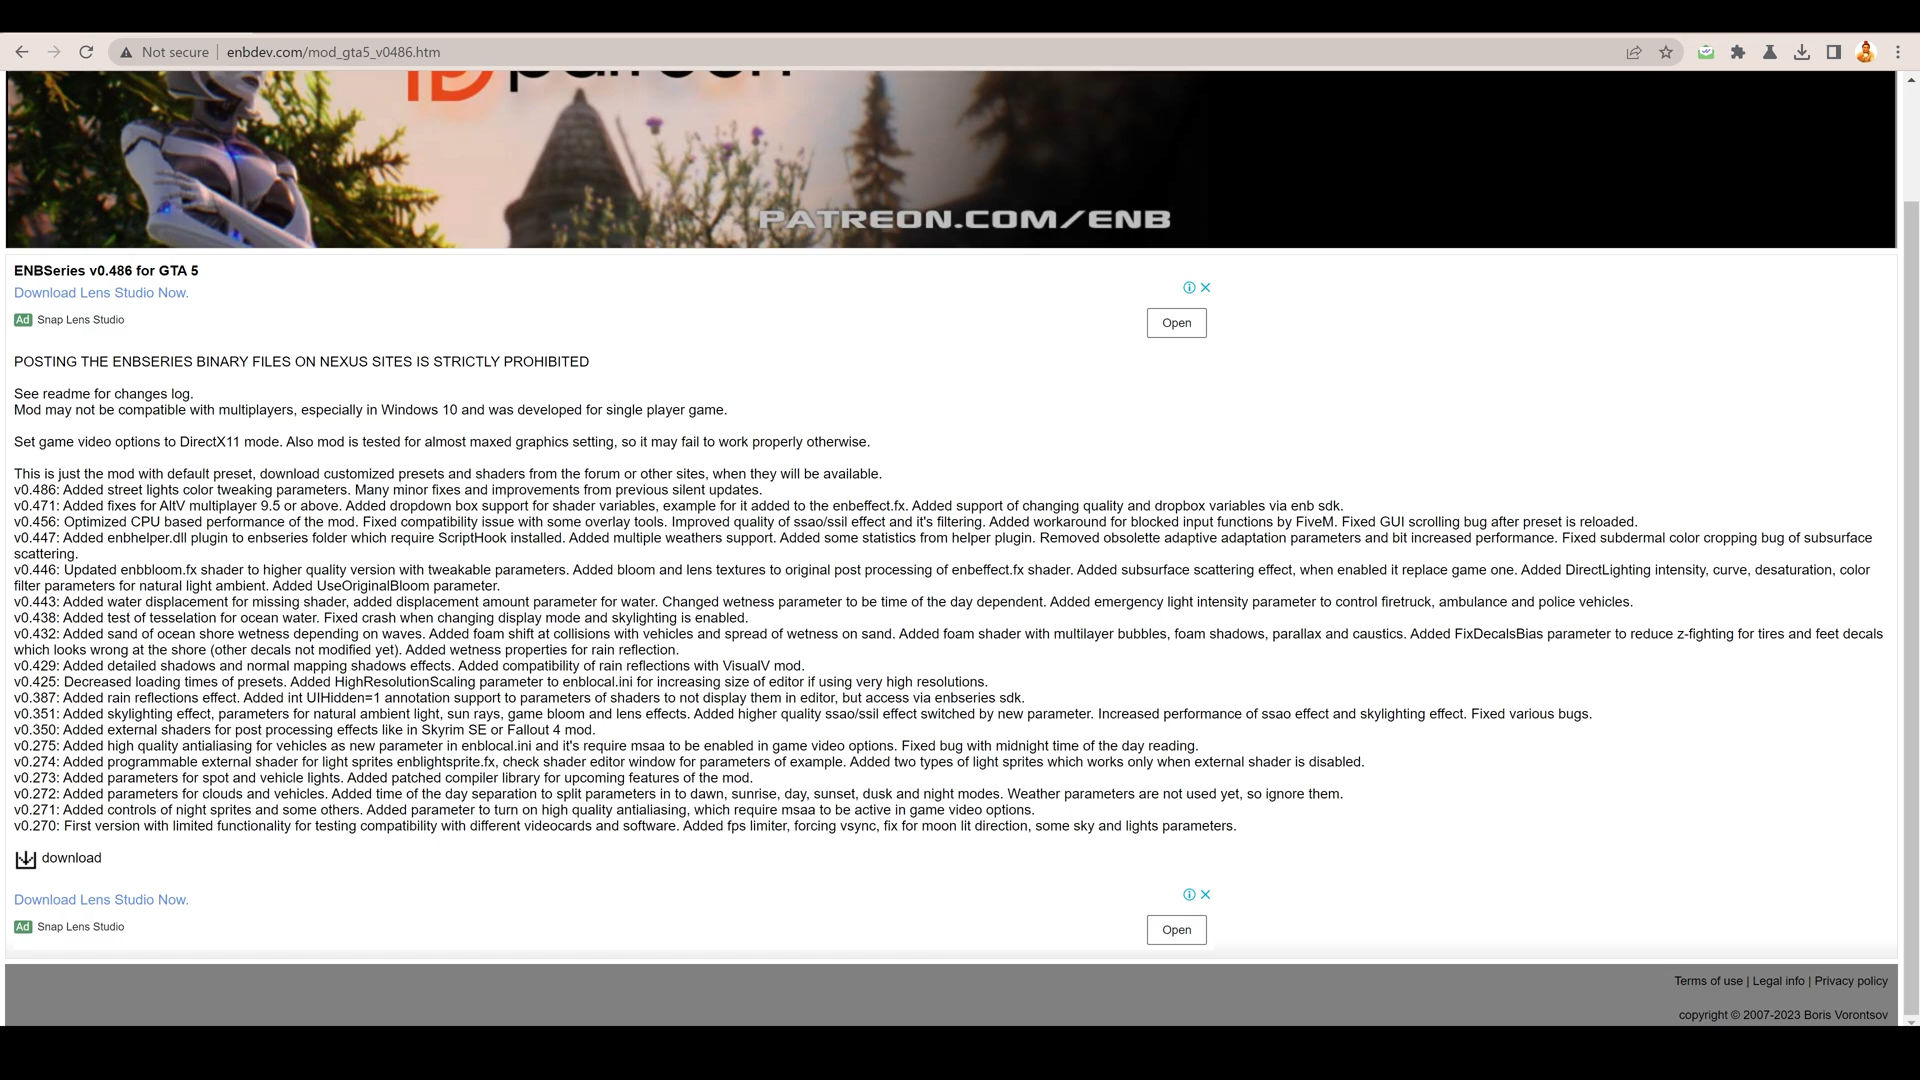 Not secure enbdev.com/mod_gta5_v0486.htm
PATREON.COM/ENB
ENBSeries v0.486 for GTA 5
Download Lens Studio Now.
Ad Snap Lens Studio
Open
POSTING THE ENBSERIES BINARY FILES ON NEXUS SITES IS STRICTLY PROHIBITED
See readme for changes log.
Mod may not be compatible with multiplayers, especially in Windows 10 and was developed for single player game.
Set game video options to DirectX11 mode. Also mod is tested for almost maxed graphics setting, so it may fail to work properly otherwise.
This is just the mod with default preset, download customized presets and shaders from the forum or other sites, when they will be available.
v0.486: Added street lights color tweaking parameters. Many minor fixes and improvements from previous silent updates.
v0.471: Added fixes for AltV multiplayer 9.5 or above. Added dropdown box support for shader variables, example for it added to the enbeffect.fx. Added support of changing quality and dropbox variables via enb sdk.
v0.456: Optimized CPU based performance of the mod. Fixed compatibility issue with some overlay tools. Improved quality of ssao/ssil effect and it's filtering. Added workaround for blocked input functions by FiveM. Fixed GUI scrolling bug after preset is reloaded.
v0.447: Added enbhelper.dll plugin to enbseries folder which require ScriptHook installed. Added multiple weathers support. Added some statistics from helper plugin. Removed obsolette adaptive adaptation parameters and bit increased performance. Fixed subdermal color cropping bug of subsurface
scattering.
v0.446: Updated enbbloom.fx shader to higher quality version with tweakable parameters. Added bloom and lens textures to original post processing of enbeffect.fx shader. Added subsurface scattering effect, when enabled it replace game one. Added DirectLighting intensity, curve, desaturation, color
filter parameters for natural light ambient. Added UseOriginalBloom parameter.
v0.443: Added water displacement for missing shader, added displacement amount parameter for water. Changed wetness parameter to be time of the day dependent. Added emergency light intensity parameter to control firetruck, ambulance and police vehicles.
v0.438: Added test of tesselation for ocean water. Fixed crash when changing display mode and skylighting is enabled.
v0.432: Added sand of ocean shore wetness depending on waves. Added foam shift at collisions with vehicles and spread of wetness on sand. Added foam shader with multilayer bubbles, foam shadows, parallax and caustics. Added FixDecalsBias parameter to reduce z-fighting for tires and feet decals
which looks wrong at the shore (other decals not modified yet). Added wetness properties for rain reflection.
v0.429: Added detailed shadows and normal mapping shadows effects. Added compatibility of rain reflections with VisualV mod.
v0.425: Decreased loading times of presets. Added HighResolutionScaling parameter to enblocal.ini for increasing size of editor if using very high resolutions.
v0.387: Added rain reflections effect. Added int UIHidden=1 annotation support to parameters of shaders to not display them in editor, but access via enbseries sdk.
v0.351: Added skylighting effect, parameters for natural ambient light, sun rays, game bloom and lens effects. Added higher quality ssao/ssil effect switched by new parameter. Increased performance of ssao effect and skylighting effect. Fixed various bugs.
v0.350: Added external shaders for post processing effects like in Skyrim SE or Fallout 4 mod.
v0.275: Added high quality antialiasing for vehicles as new parameter in enblocal.ini and it's require msaa to be enabled in game video options. Fixed bug with midnight time of the day reading.
v0.274: Added programmable external shader for light sprites enblightsprite.fx, check shader editor window for parameters of example. Added two types of light sprites which works only when external shader is disabled.
v0.273: Added parameters for spot and vehicle lights. Added patched compiler library for upcoming features of the mod.
v0.272: Added parameters for clouds and vehicles. Added time of the day separation to split parameters in to dawn, sunrise, day, sunset, dusk and night modes. Weather parameters are not used yet, so ignore them.
v0.271: Added controls of night sprites and some others. Added parameter to turn on high quality antialiasing, which require msaa to be active in game video options.
v0.270: First version with limited functionality for testing compatibility with different videocards and software. Added fps limiter, forcing vsync, fix for moon lit direction, some sky and lights parameters.
download
Download Lens Studio Now.
Ad Snap Lens Studio
Open
Terms of use | Legal info | Privacy policy
copyright © 2007-2023 Boris Vorontsov